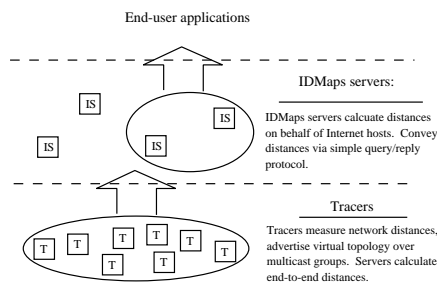 End-user applications
IDMaps servers:
IS
IS
IS
IS
IDMaps servers calcuate distances
on behalf of Internet hosts. Convey
distances via simple query/reply
protocol.
Tracers
T
T
T
T
T
T
T
T
Tracers measure network distances,
advertise virtual topology over
multicast groups. Servers calculate
end-to-end distances.